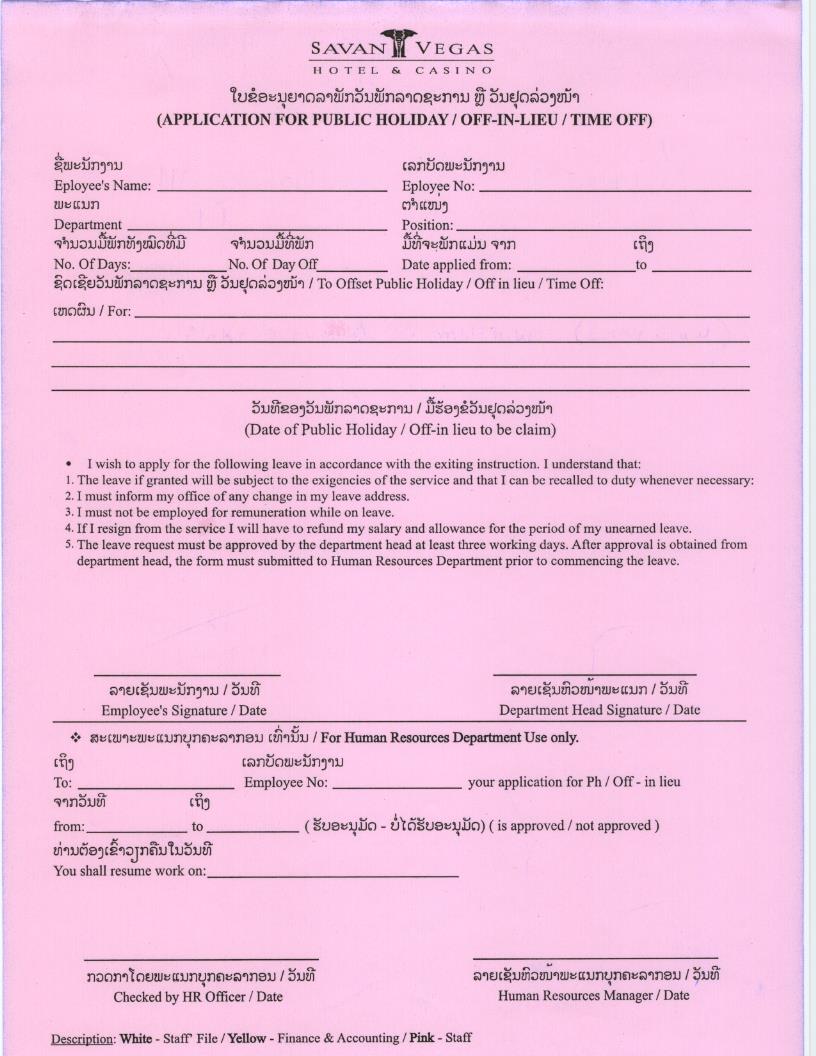 SAVAN VEGAS
HOTEL & CASINO
ໃບຂໍອະນຸຍາດລາພັກວັນພັກລາດຊະການ ຫຼື ວັນຢຸດລ່ວງໜ້າ
(APPLICATION FOR PUBLIC HOLIDAY / OFF-IN-LIEU / TIME OFF)
ຊື່ພະນັກງານ ເລກບັດພະນັກງານ
Eployee's Name: Eployee No:
ພະແນກ ຕຳແໜ່ງ
Department Position:
ຈຳນວນມື້ພັກທັງໝົດທີ່ມີ ຈຳນວນມື້ທີ່ພັກ ມື້ທີ່ຈະພັກແມ່ນ ຈາກ ເຖິງ
No. Of Days: No. Of Day Off Date applied from: to
ຊົດເຊີຍວັນພັກລາດຊະການ ຫຼື ວັນຢຸດລ່ວງໜ້າ / To Offset Public Holiday / Off in lieu / Time Off:
ເຫດຜົນ / For:
ວັນທີຂອງວັນພັກລາດຊະການ / ມື້ຮ້ອງຂໍວັນຢຸດລ່ວງໜ້າ
(Date of Public Holiday / Off-in lieu to be claim)
• I wish to apply for the following leave in accordance with the exiting instruction. I understand that:
1. The leave if granted will be subject to the exigencies of the service and that I can be recalled to duty whenever necessary:
2. I must inform my office of any change in my leave address.
3. I must not be employed for remuneration while on leave.
4. If I resign from the service I will have to refund my salary and allowance for the period of my unearned leave.
5. The leave request must be approved by the department head at least three working days. After approval is obtained from
department head, the form must submitted to Human Resources Department prior to commencing the leave.
ລາຍເຊັນພະນັກງານ / ວັນທີ ລາຍເຊັນຫົວໜ້າພະແນກ / ວັນທີ
Employee's Signature / Date Department Head Signature / Date
❖ ສະເພາະພະແນກບຸກຄະລາກອນ ເທົ່ານັ້ນ / For Human Resources Department Use only.
ເຖິງ ເລກບັດພະນັກງານ
To: Employee No: your application for Ph / Off - in lieu
ຈາກວັນທີ ເຖິງ
from: to ( ຮັບອະນຸມັດ - ບໍ່ໄດ້ຮັບອະນຸມັດ) ( is approved / not approved )
ທ່ານຕ້ອງເຂົ້າວຽກຄືນໃນວັນທີ
You shall resume work on:
ກວດກາໂດຍພະແນກບຸກຄະລາກອນ / ວັນທີ ລາຍເຊັນຫົວໜ້າພະແນກບຸກຄະລາກອນ / ວັນທີ
Checked by HR Officer / Date Human Resources Manager / Date
Description: White - Staff' File / Yellow - Finance & Accounting / Pink - Staff